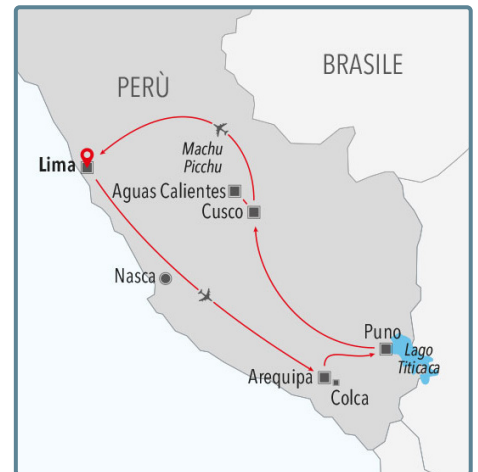 BRASILE
PERÙ
Machu
Picchu
Lima
Aguas Calientes
Cusco
Nasca
Puno
Lago
Titicaca
Arequipa
Colca